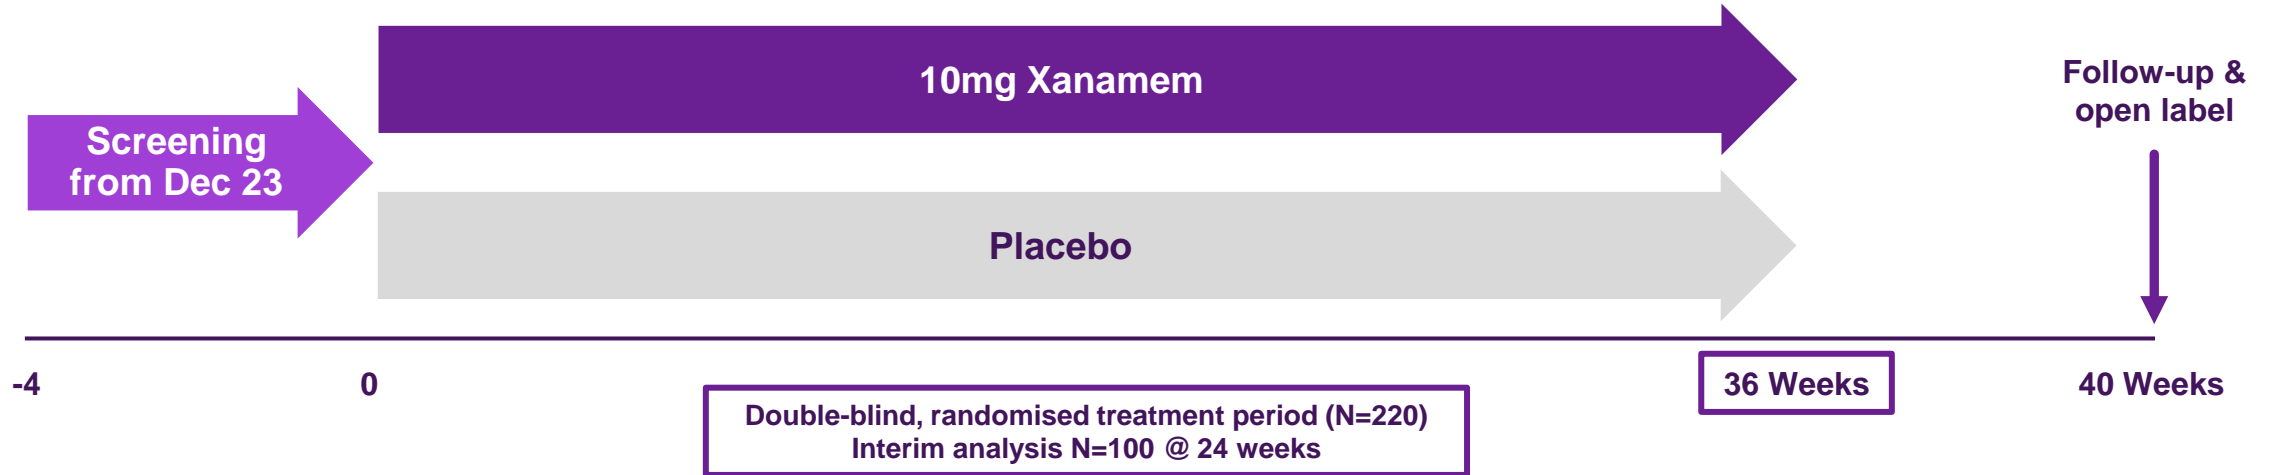 10mg Xanamem
Screening
from Dec 23
Placebo
Follow-up &
open label
-4
0
36 Weeks
40 Weeks
Double-blind, randomised treatment period (N=220)
Interim analysis N=100 @ 24 weeks